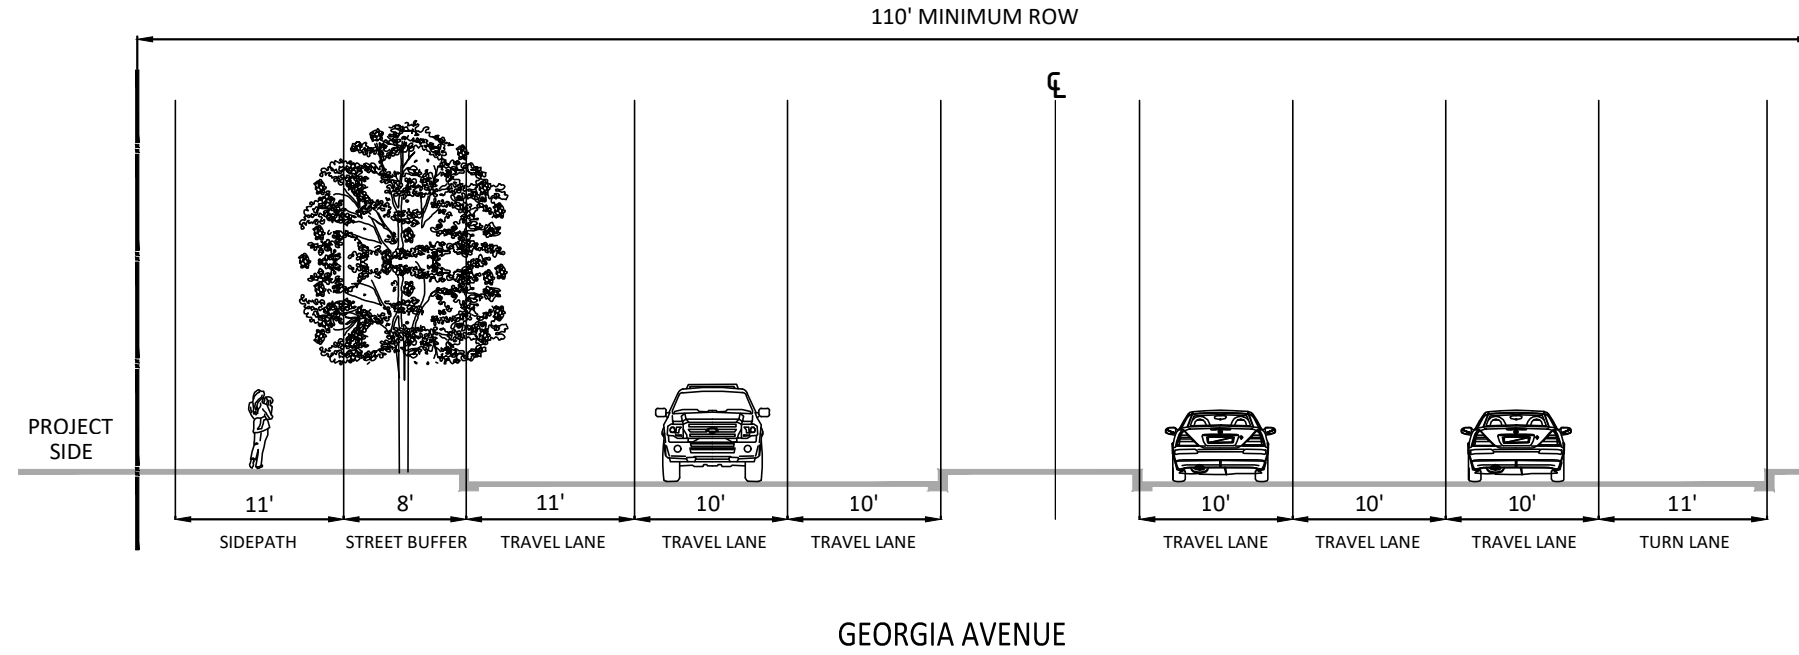 110' MINIMUM ROW
℄
PROJECT
SIDE
11' 8' 11' 10' 10' 10' 10' 10' 11'
SIDEPATH STREET BUFFER TRAVEL LANE TRAVEL LANE TRAVEL LANE TRAVEL LANE TRAVEL LANE TRAVEL LANE TURN LANE
GEORGIA AVENUE